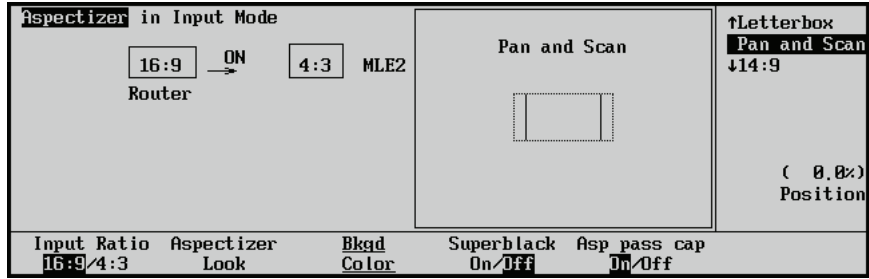 Aspectizer in Input Mode
16:9 ON 4:3 MLE2
Router
Pan and Scan
↑Letterbox
Pan and Scan
↓14:9
( 0.0%)
Position
Input Ratio Aspectizer Bkgd Superblack Asp pass cap
16:9/4:3 Look Color On/Off On/Off